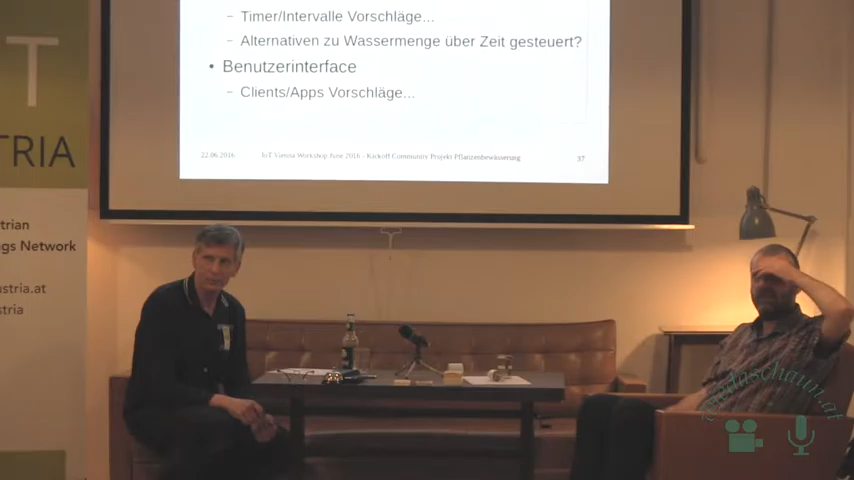 – Timer/Intervalle Vorschläge...
– Alternativen zu Wassermenge über Zeit gesteuert?
• Benutzerinterface
– Clients/Apps Vorschläge...
22.06.2016 IoT Vienna Workshop June 2016 - Kickoff Community Projekt Pflanzenbewässerung 37
T
TRIA
trian
gs Network
ustria.at
stria